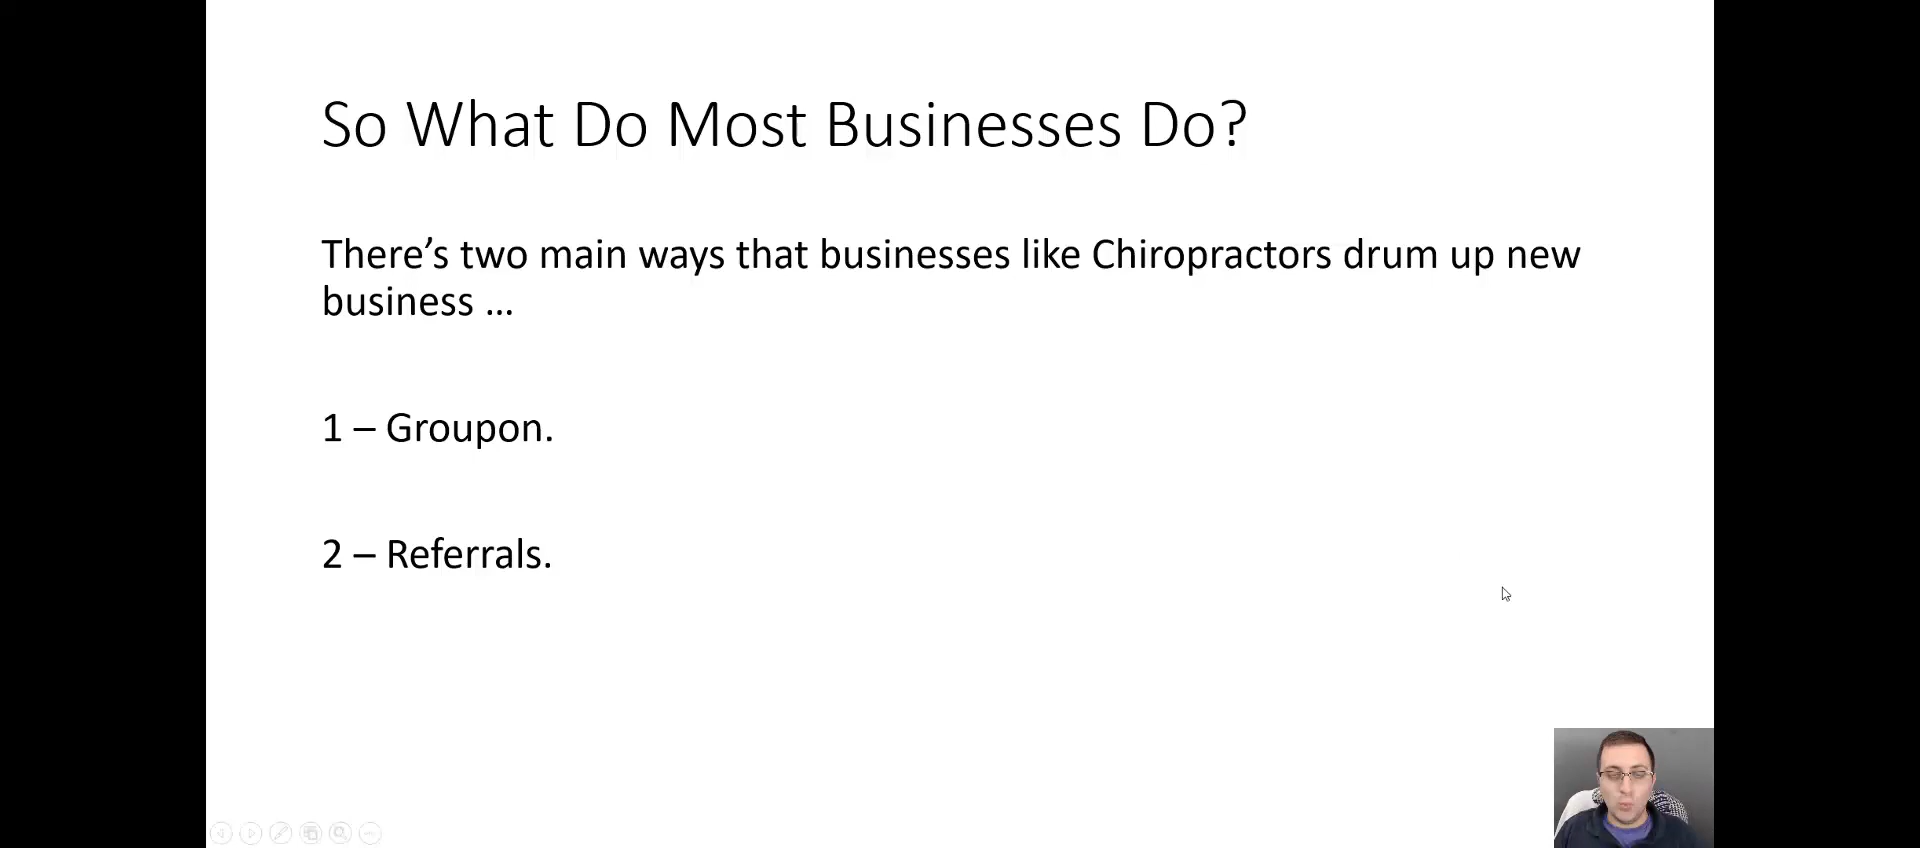 So What Do Most Businesses Do?
There’s two main ways that businesses like Chiropractors drum up new
business …
1 – Groupon.
2 – Referrals.